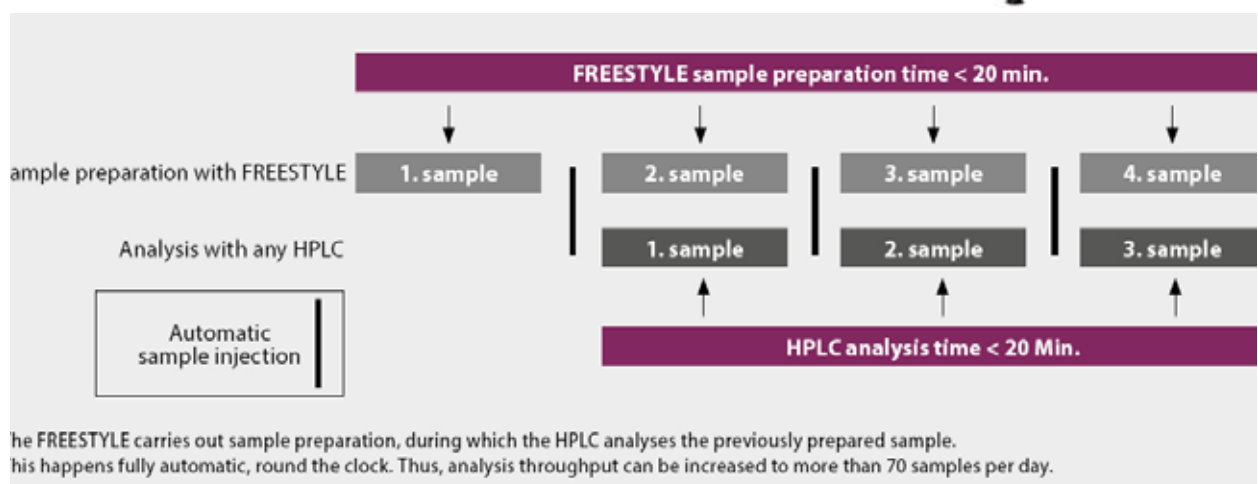 FREESTYLE sample preparation time < 20 min.
ample preparation with FREESTYLE
1. sample
2. sample
3. sample
4. sample
Analysis with any HPLC
1. sample
2. sample
3. sample
Automatic
sample injection
HPLC analysis time < 20 Min.
he FREESTYLE carries out sample preparation, during which the HPLC analyses the previously prepared sample.
his happens fully automatic, round the clock. Thus, analysis throughput can be increased to more than 70 samples per day.